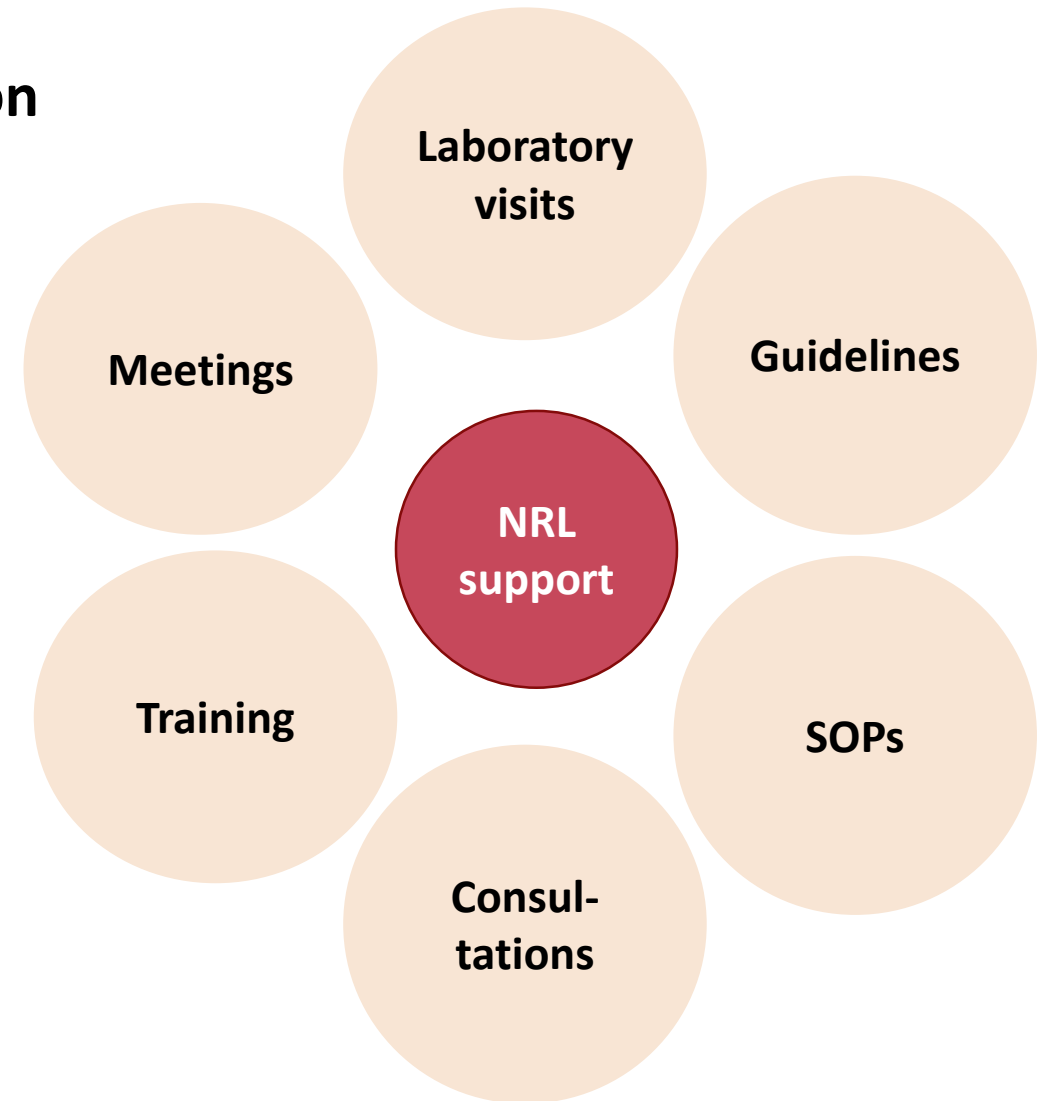 on
Laboratory
visits
Guidelines
Meetings
NRL
support
Training
SOPs
Consul-
tations